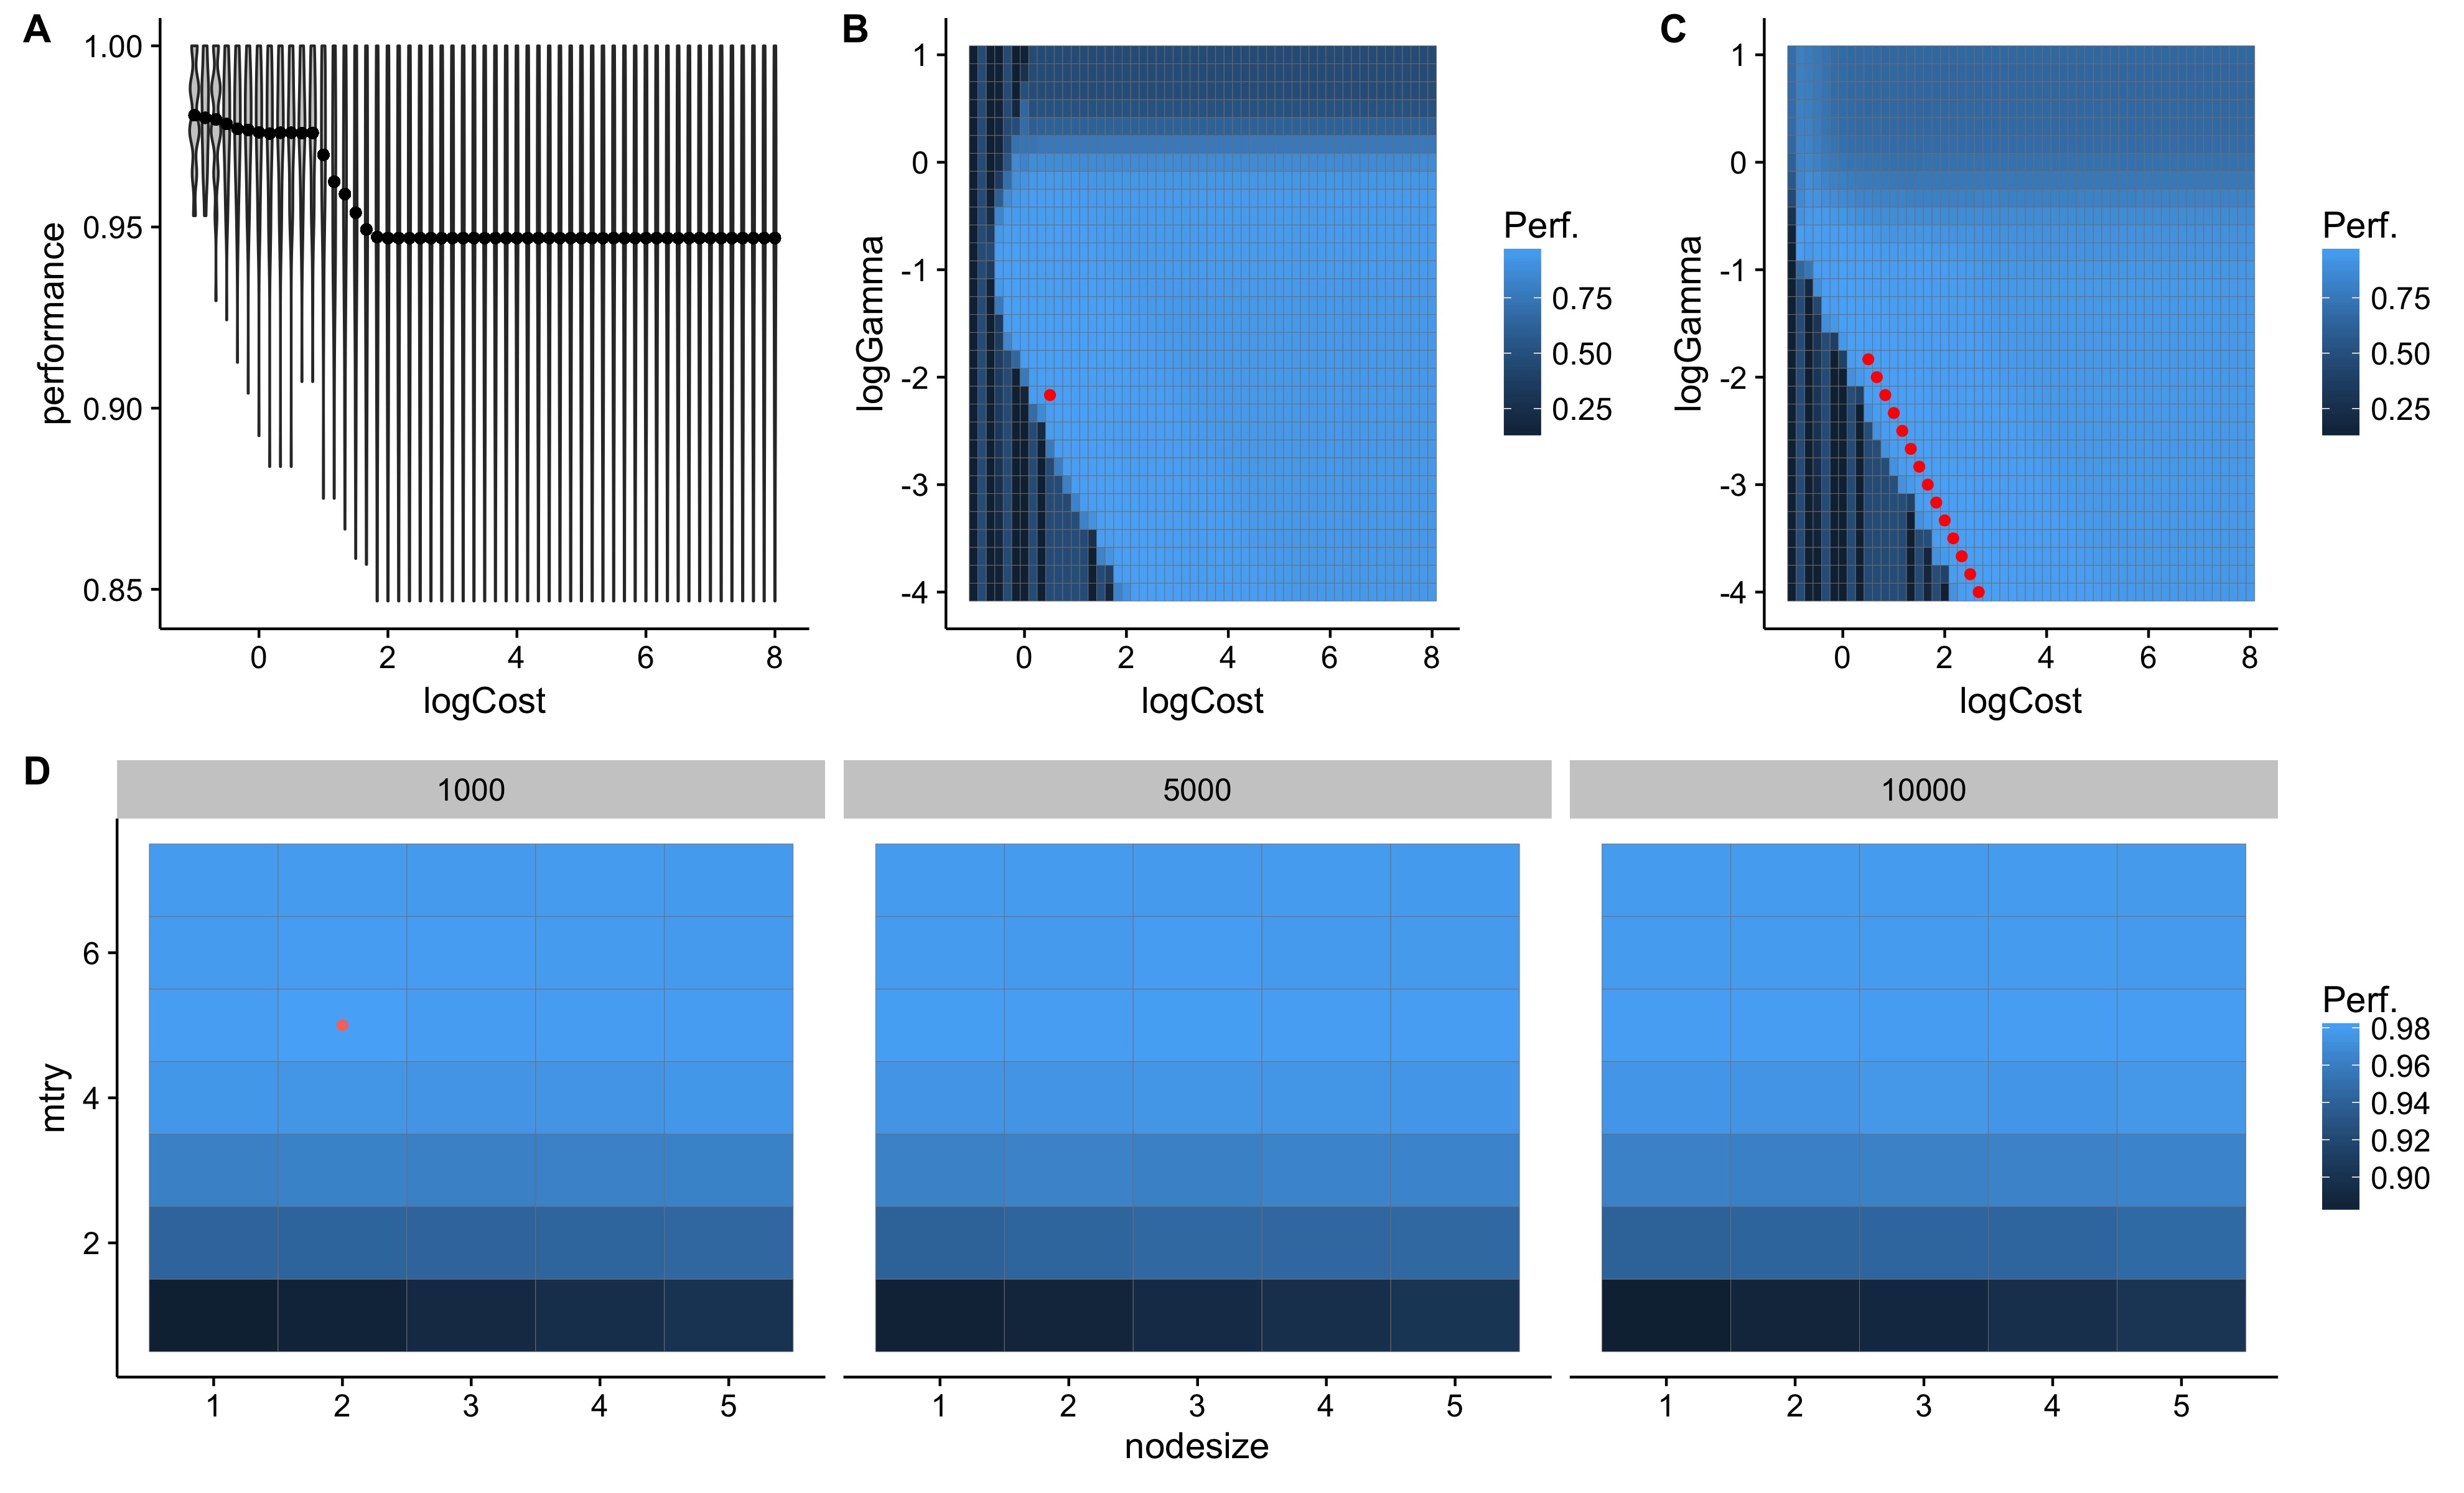 A
1.00
0.95
0.90
0.85
performance
0 2 4 6 8
logCost
B
1
0
-1
-2
-3
-4
logGamma
0 2 4 6 8
logCost
Perf.
0.75
0.50
0.25
C
1
0
-1
-2
-3
-4
logGamma
0 2 4 6 8
logCost
Perf.
0.75
0.50
0.25
D
1000 5000 10000
6
4
2
mtry
1 2 3 4 5 1 2 3 4 5 1 2 3 4 5
nodesize
Perf.
0.98
0.96
0.94
0.92
0.90